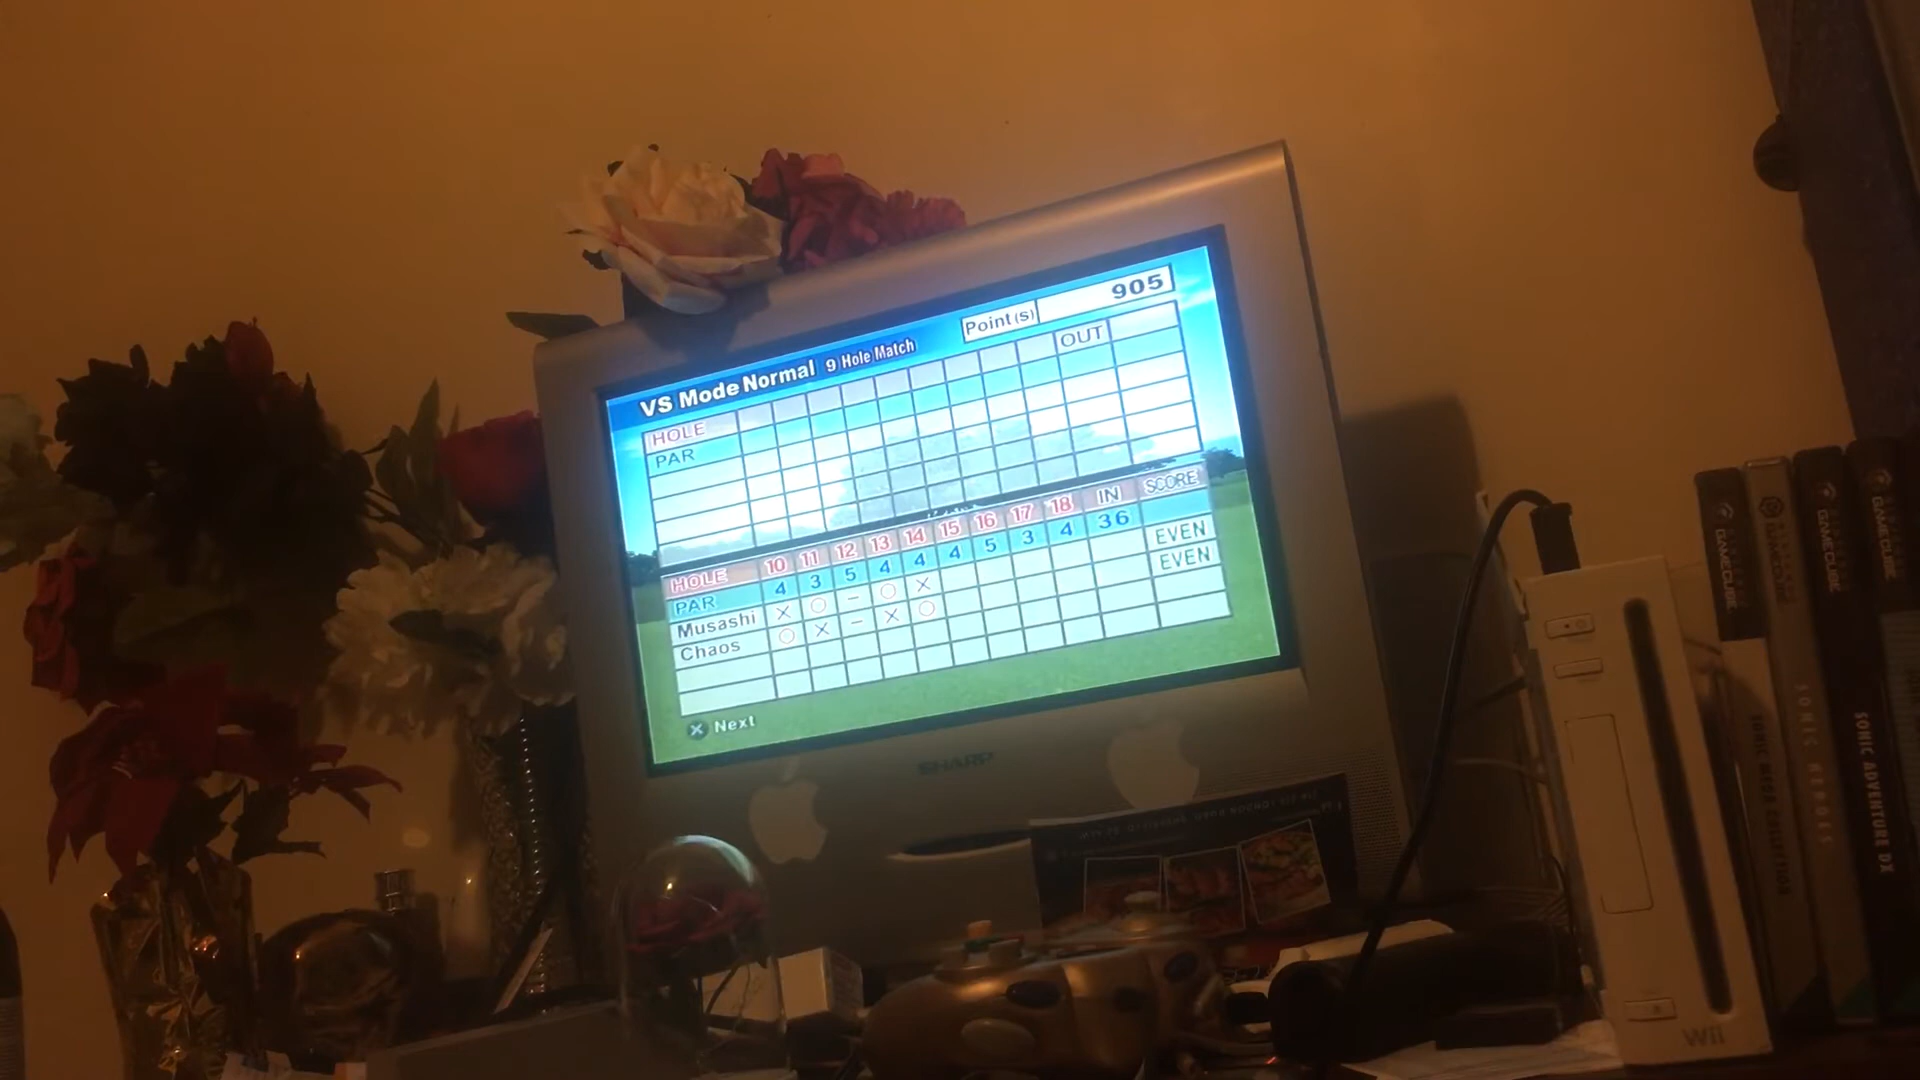 Point(s) 905
VS Mode Normal 9 Hole Match
OUT
HOLE
PAR
HOLE 10 11 12 13 14 15 16 17 18 IN SCORE
PAR 4 3 5 4 4 4 5 3 4 36
Musashi X O - O X EVEN
Chaos O X - X O EVEN
X Next
SHARP
Wii
GAMECUBE
GAMECUBE
GAMECUBE
SONIC HEROES
SONIC ADVENTURE DX